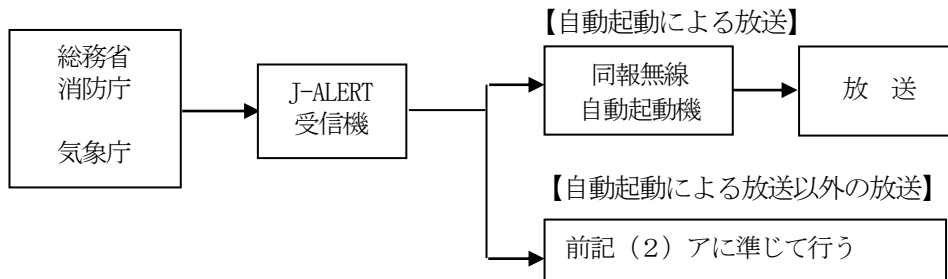 総務省
消防庁
気象庁
J-ALERT
受信機
【自動起動による放送】
同報無線
自動起動機
放　送
【自動起動による放送以外の放送】
前記（２）アに準じて行う